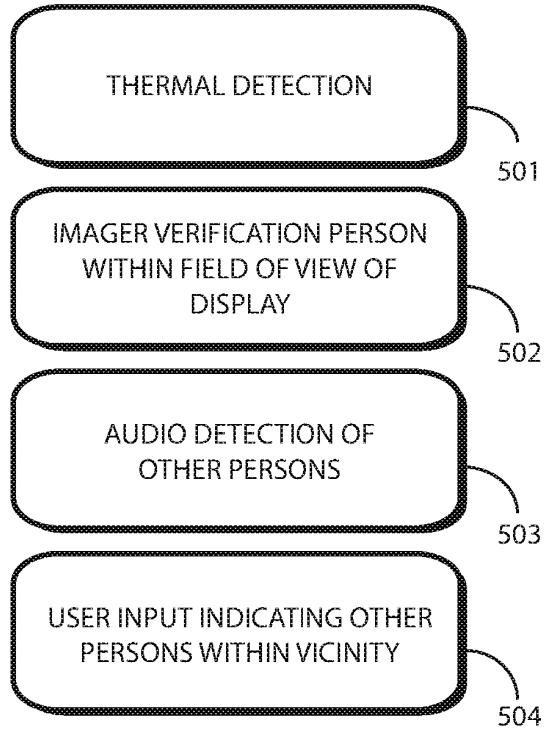 THERMAL DETECTION
501
IMAGER VERIFICATION PERSON
WITHIN FIELD OF VIEW OF
DISPLAY
502
AUDIO DETECTION OF
OTHER PERSONS
503
USER INPUT INDICATING OTHER
PERSONS WITHIN VICINITY
504